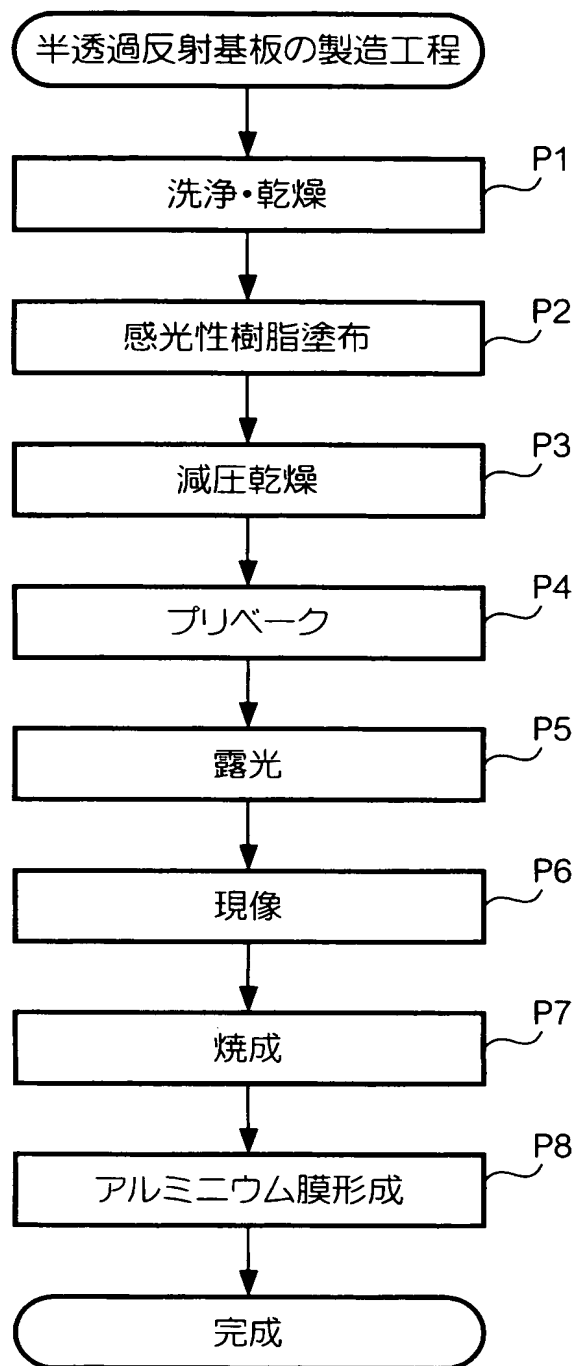 半透過反射基板の製造工程
P1
洗浄・乾燥
P2
感光性樹脂塗布
P3
減圧乾燥
P4
プリベーク
P5
露光
P6
現像
P7
焼成
P8
アルミニウム膜形成
完成